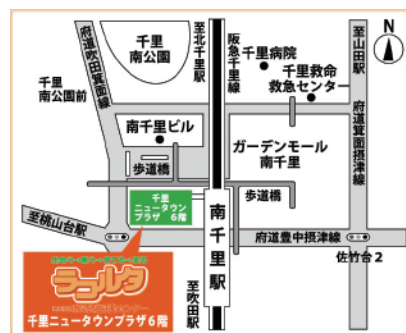 N
至北千里駅
阪急千里線
至山田駅
府道吹田箕面線
千里
南公園
千里病院
千里救命
救急センター
千里
南公園前
府道箕面摂津線
南千里ビル
ガーデンモール
南千里
歩道橋
歩道橋
千里
ニュータウン
プラザ 6階
至桃山台駅
南千里駅
府道豊中摂津線
佐竹台2
ラコルタ
千里ニュータウンプラザ6階
至吹田駅